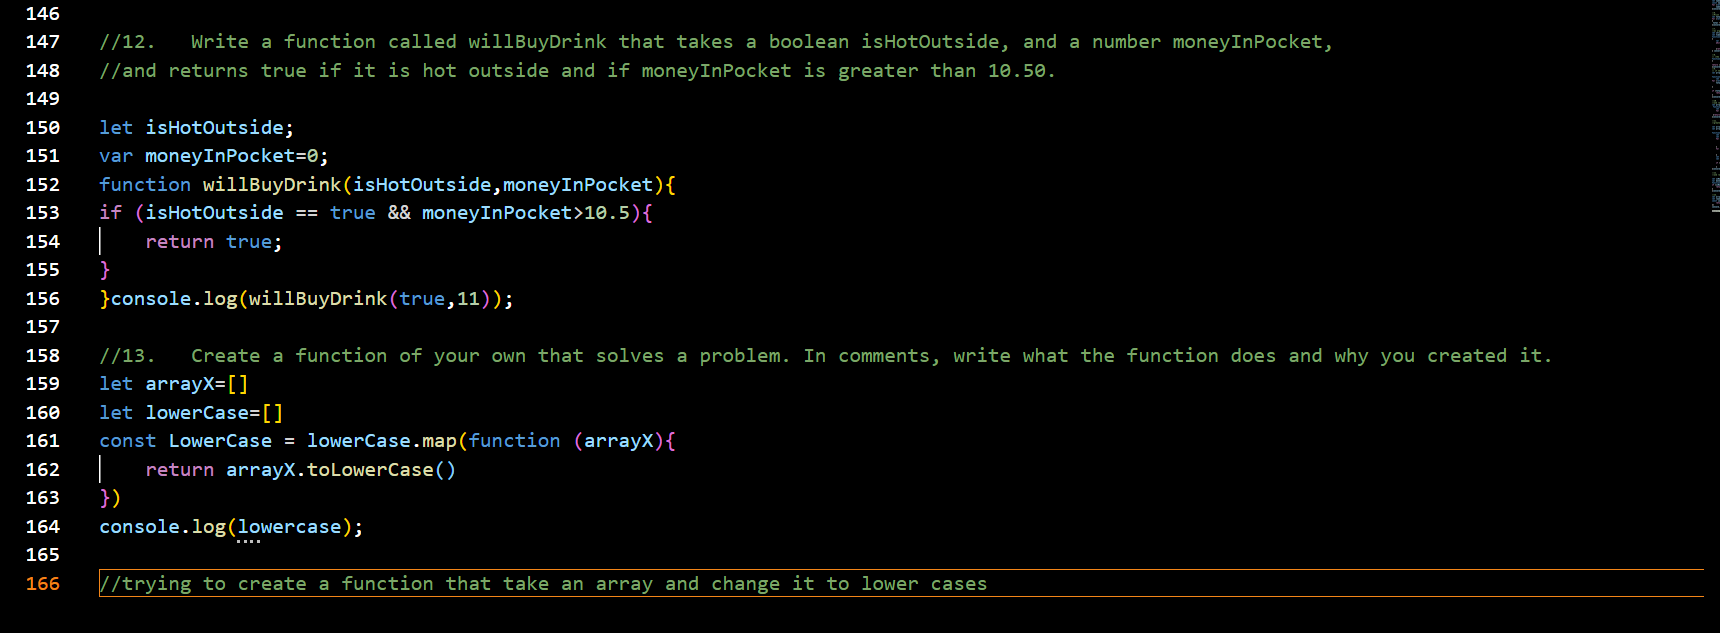 146
147 //12.   Write a function called willBuyDrink that takes a boolean isHotOutside, and a number moneyInPocket,
148 //and returns true if it is hot outside and if moneyInPocket is greater than 10.50.
149
150 let isHotOutside;
151 var moneyInPocket=0;
152 function willBuyDrink(isHotOutside,moneyInPocket){
153 if (isHotOutside == true && moneyInPocket>10.5){
154     return true;
155 }
156 }console.log(willBuyDrink(true,11));
157
158 //13.   Create a function of your own that solves a problem. In comments, write what the function does and why you created it.
159 let arrayX=[]
160 let lowerCase=[]
161 const LowerCase = lowerCase.map(function (arrayX){
162     return arrayX.toLowerCase()
163 })
164 console.log(lowercase);
165
166 //trying to create a function that take an array and change it to lower cases